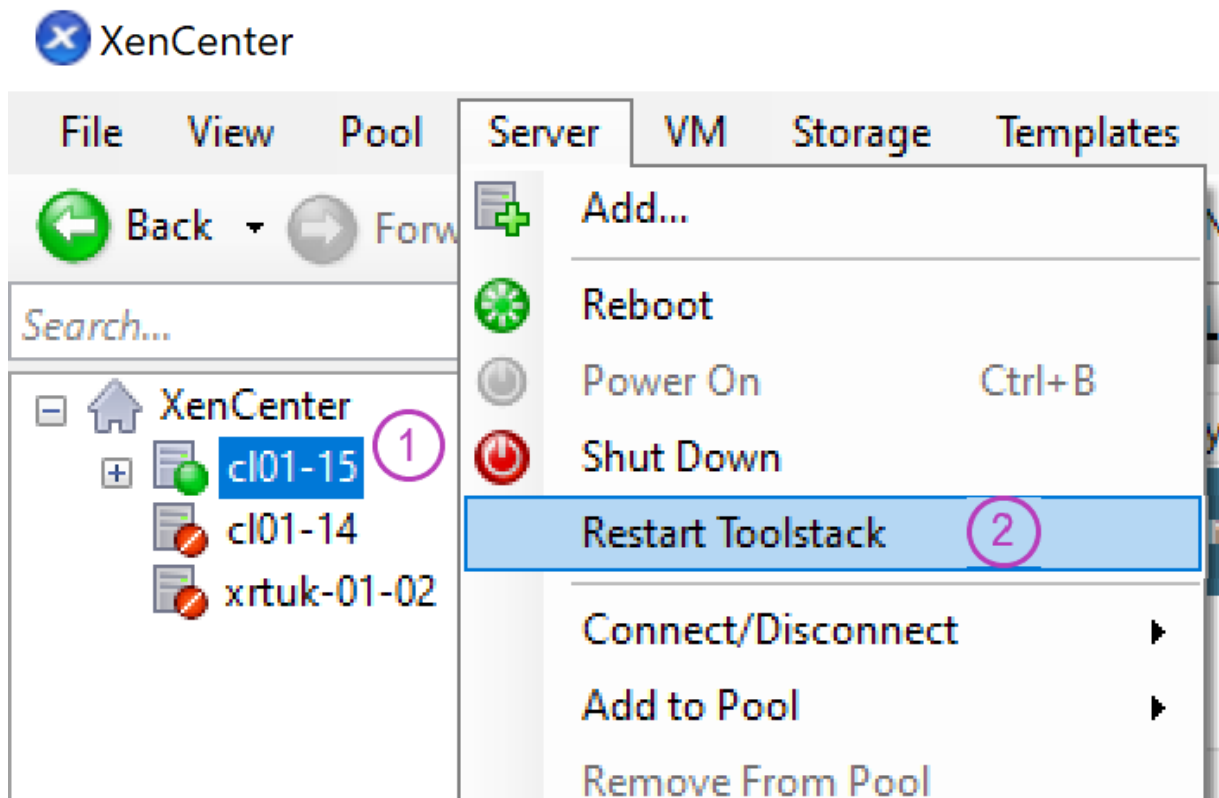 XenCenter
File View Pool Server VM Storage Templates
Back Forw
Search...
XenCenter
cl01-15 1
cl01-14
xrtuk-01-02
Add...
Reboot
Power On Ctrl+B
Shut Down
Restart Toolstack 2
Connect/Disconnect
Add to Pool
Remove From Pool